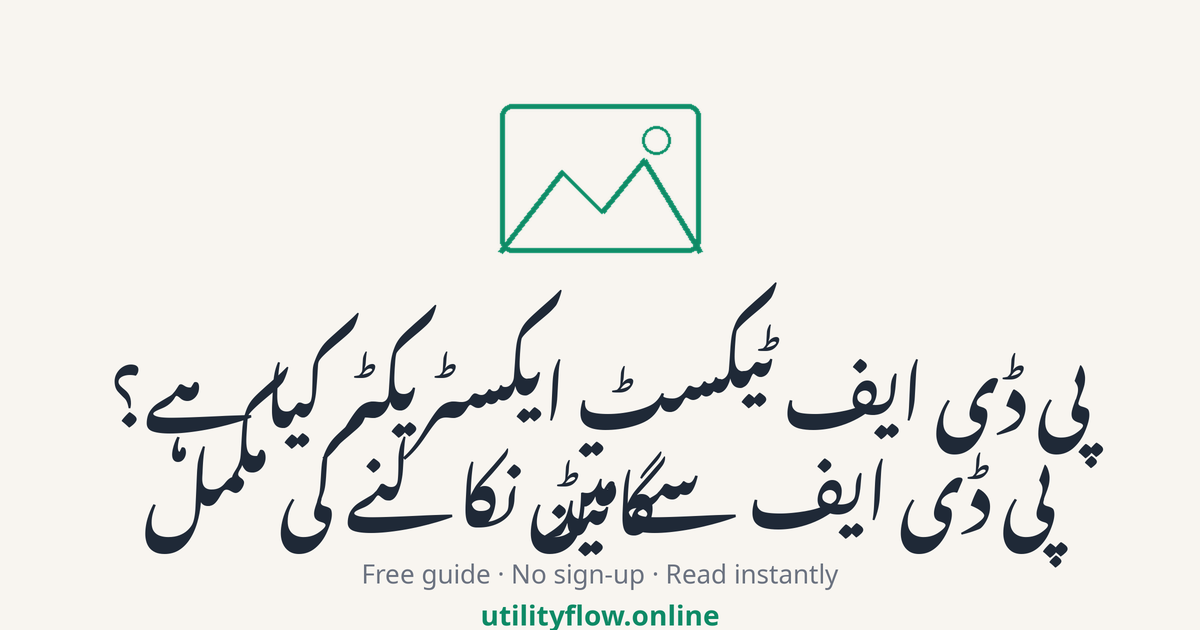 پی ڈی ایف ٹیکسٹ ایکسٹریکٹر کیا ہے؟
پی ڈی ایف سے نکالنے کی مکمل
Free guide · No sign-up · Read instantly
utilityflow.online